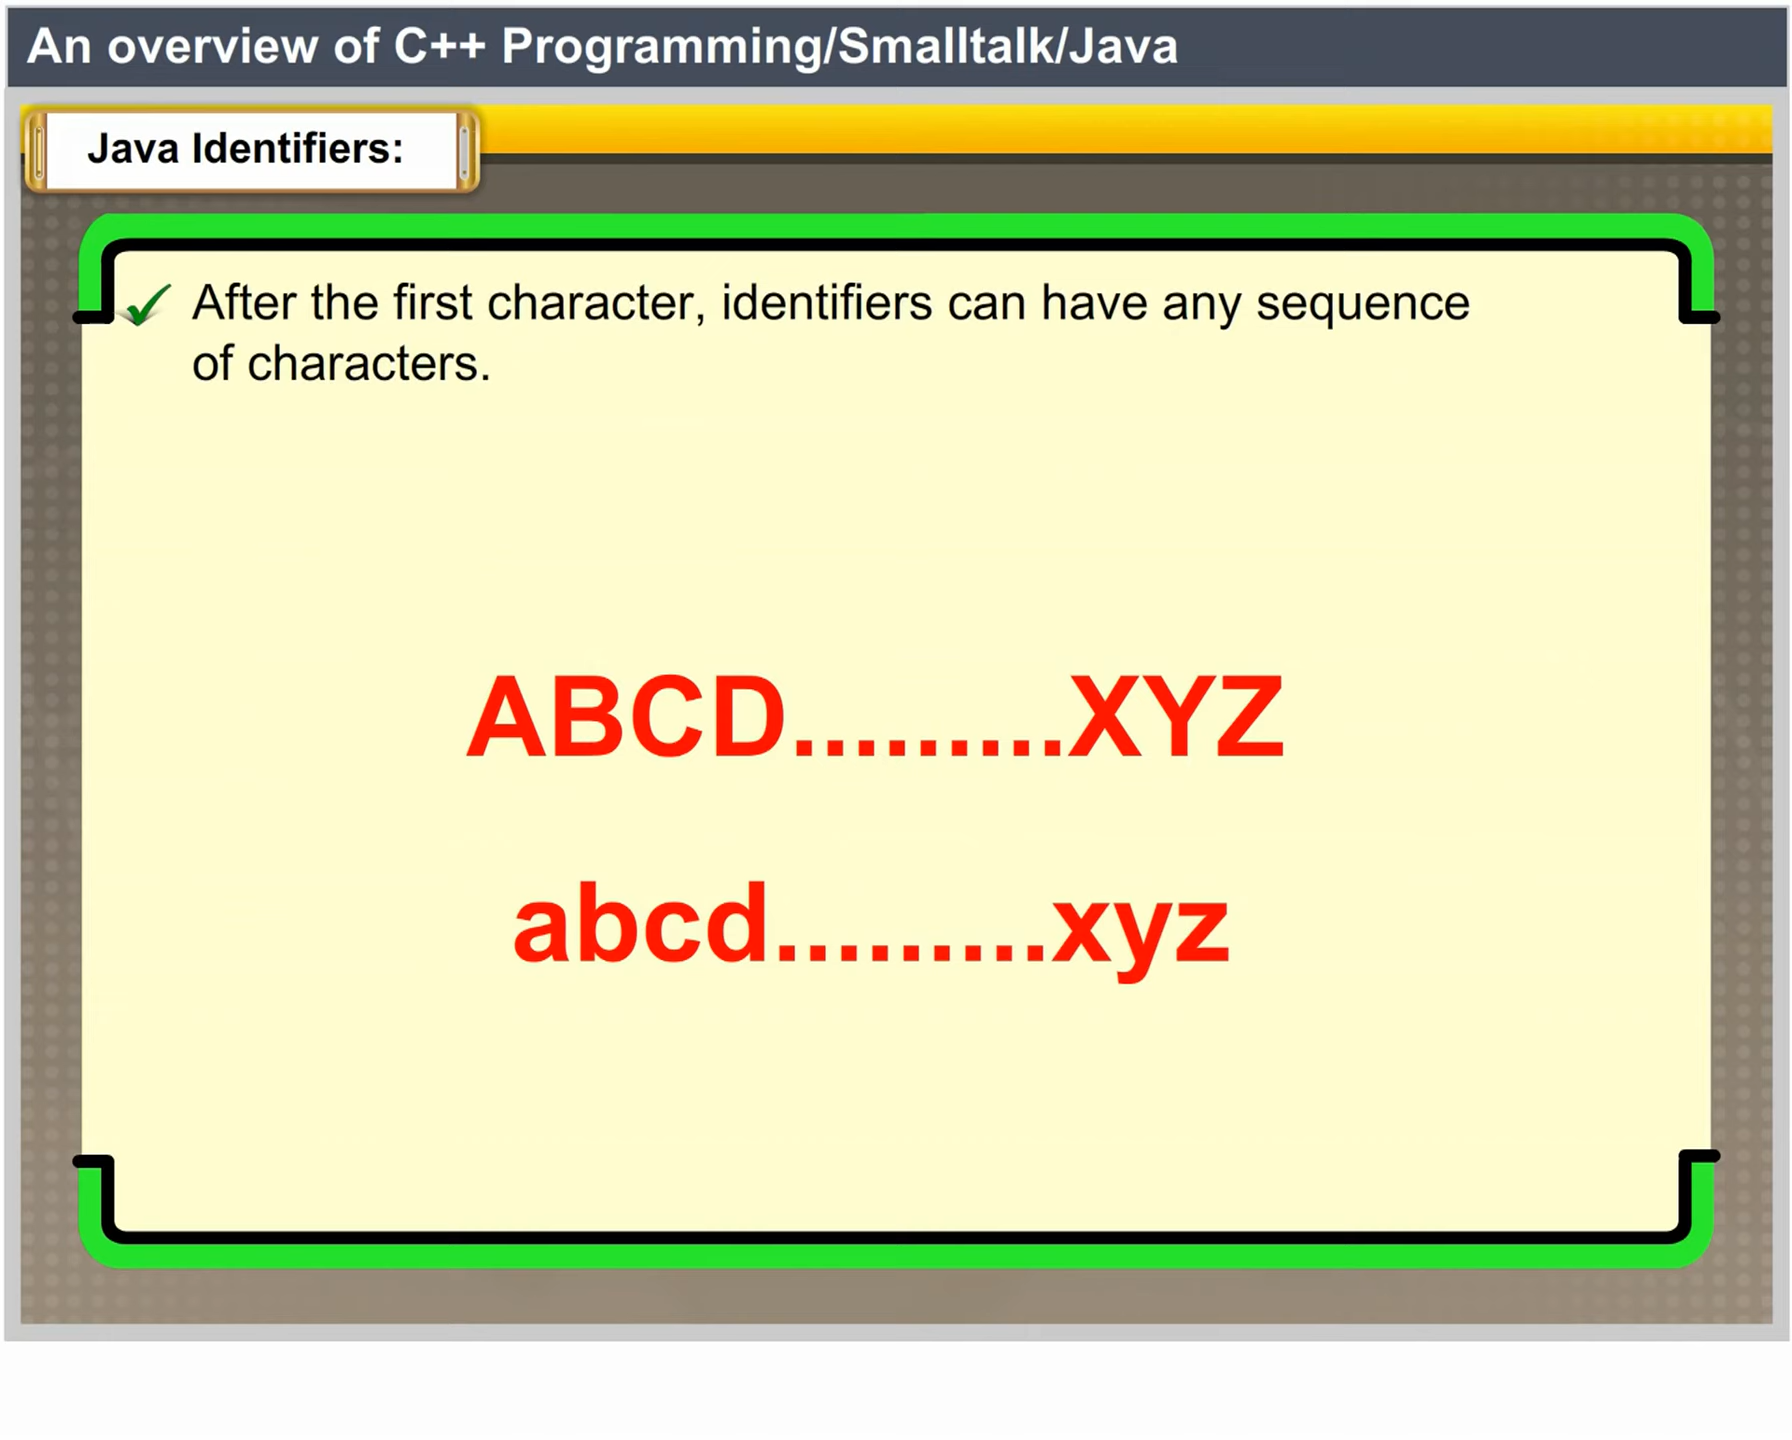 An overview of C++ Programming/Smalltalk/Java
Java Identifiers:
After the first character, identifiers can have any sequence
of characters.
ABCD.........XYZ
abcd.........xyz